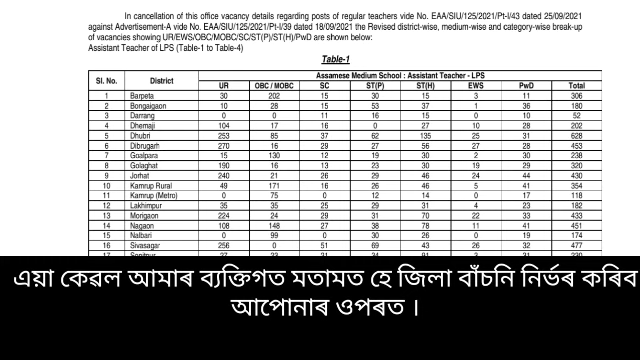 In cancellation of this office vacancy details regarding posts of regular teachers vide No. EAA/SIU/125/2021/Pt-I/43 dated 25/09/2021
against Advertisement-A vide No. EAA/SIU/125/2021/Pt-I/39 dated 18/09/2021 the Revised district-wise, medium-wise and category-wise break-up
of vacancies showing UR/EWS/OBC/MOBC/SC/ST(P)/ST(H)/PwD are shown below:
Assistant Teacher of LPS (Table-1 to Table-4)
Table-1
Sl. No. District Assamese Medium School : Assistant Teacher - LPS
UR OBC / MOBC SC ST(P) ST(H) EWS PwD Total
1 Barpeta 30 202 15 30 15 3 11 306
2 Bongaigaon 10 28 15 53 37 1 36 180
3 Darrang 0 0 11 16 15 0 10 52
4 Dhemaji 104 17 16 0 27 10 28 202
5 Dhubri 253 85 37 62 135 25 31 628
6 Dibrugarh 270 16 29 27 56 27 28 453
7 Goalpara 15 130 12 19 30 2 30 238
8 Golaghat 190 16 13 23 30 19 29 320
9 Jorhat 240 21 26 29 46 24 44 430
10 Kamrup Rural 49 171 16 26 46 5 41 354
11 Kamrup (Metro) 0 75 0 12 14 0 17 118
12 Lakhimpur 35 35 25 29 31 4 23 182
13 Morigaon 224 24 29 31 70 22 33 433
14 Nagaon 108 148 27 38 78 11 41 451
15 Nalbari 0 99 0 30 26 0 19 174
16 Sivasagar 256 0 51 69 43 26 32 477
এয়া কেৱল আমাৰ ব্যক্তিগত মতামত হে জিলা বাঁচনি নিৰ্ভৰ কৰিব
আপোনাৰ ওপৰত ।